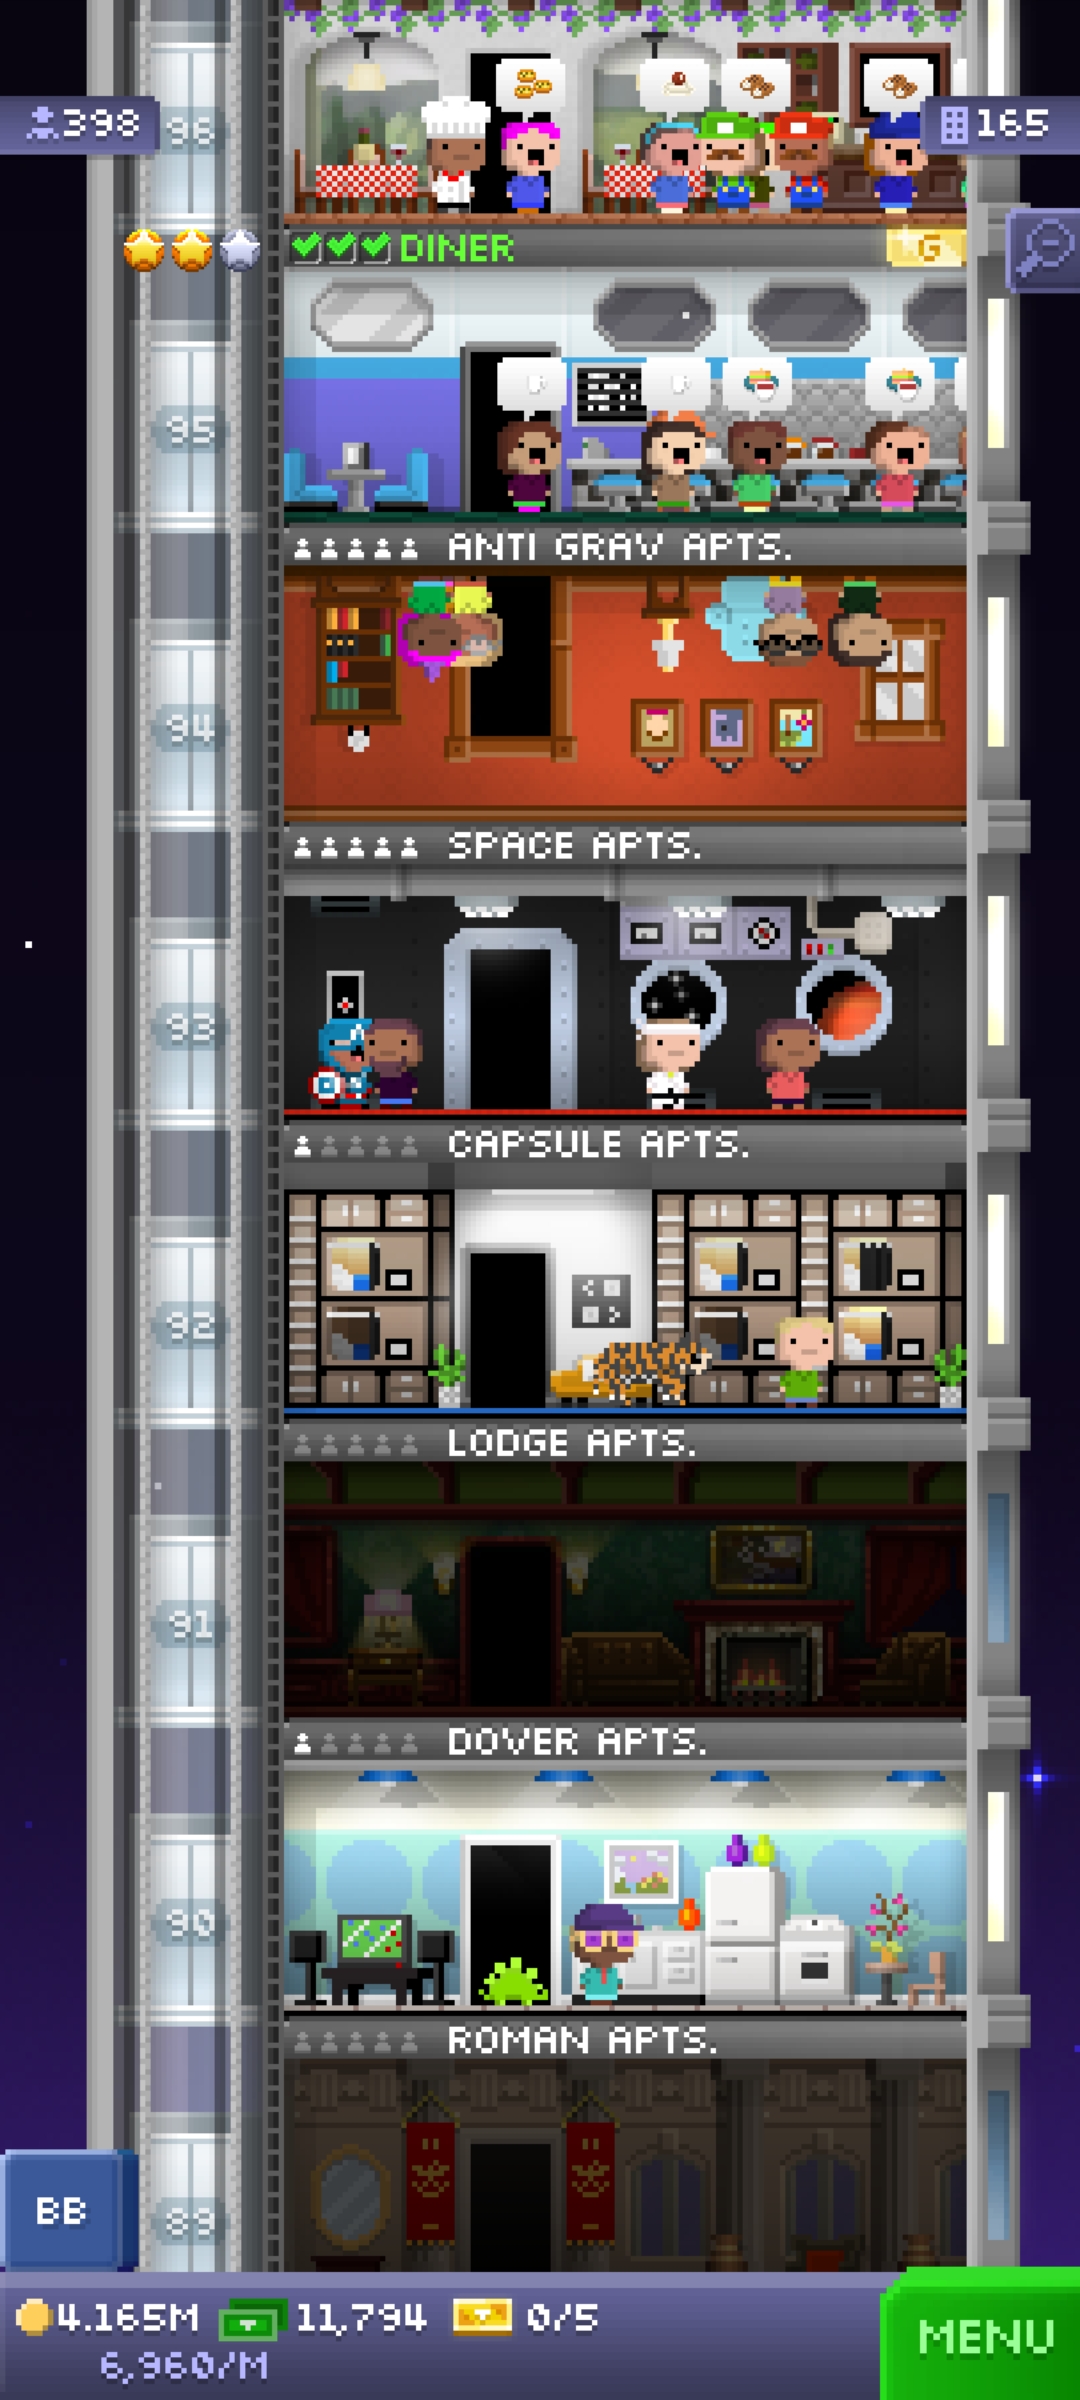 398
96
165
DINER
G
95
ANTI GRAV APTS.
94
SPACE APTS.
93
CAPSULE APTS.
92
LODGE APTS.
91
DOVER APTS.
90
ROMAN APTS.
89
BB
4.165M 11,794 0/5
6,960/M
MENU